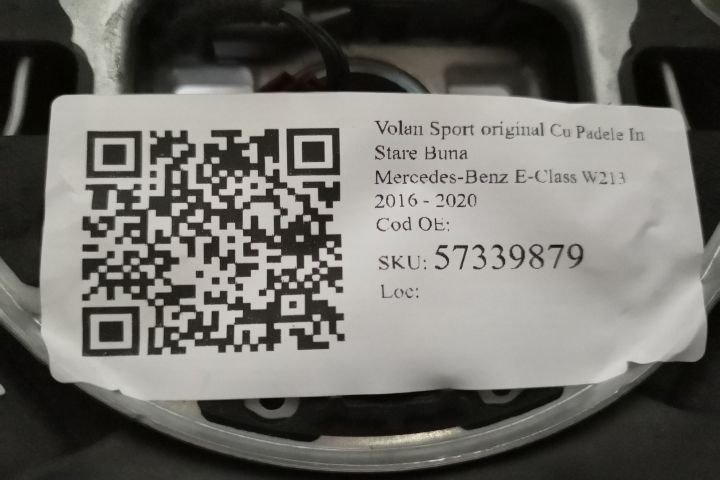 Volan Sport original Cu Padele In
Stare Buna
Mercedes-Benz E-Class W213
2016 - 2020
Cod OE:
SKU: 57339879
Loc: